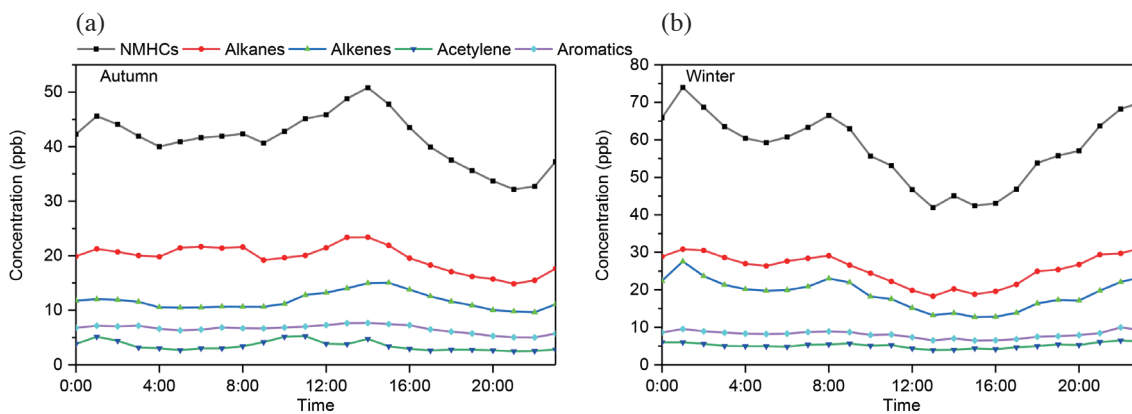 (a) (b)
NMHCs Alkanes Alkenes Acetylene Aromatics
Autumn
50
40
30
20
10
0
Concentration (ppb)
0:00 4:00 8:00 12:00 16:00 20:00
Time
Winter
80
70
60
50
40
30
20
10
0
Concentration (ppb)
0:00 4:00 8:00 12:00 16:00 20:00
Time